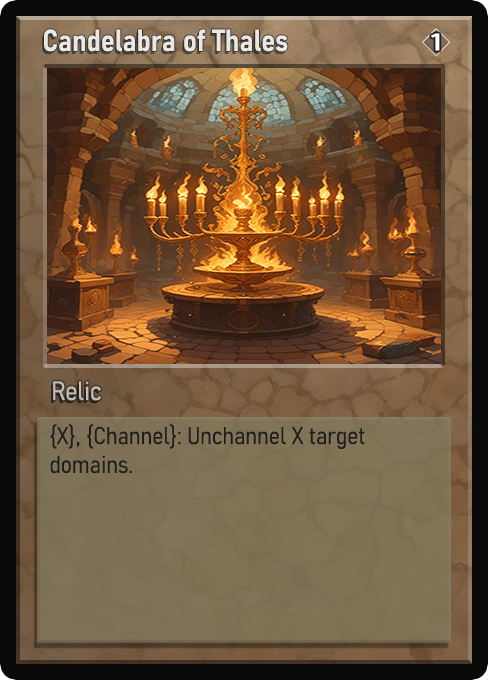 Candelabra of Thales
1
Relic
{X}, {Channel}: Unchannel X target
domains.